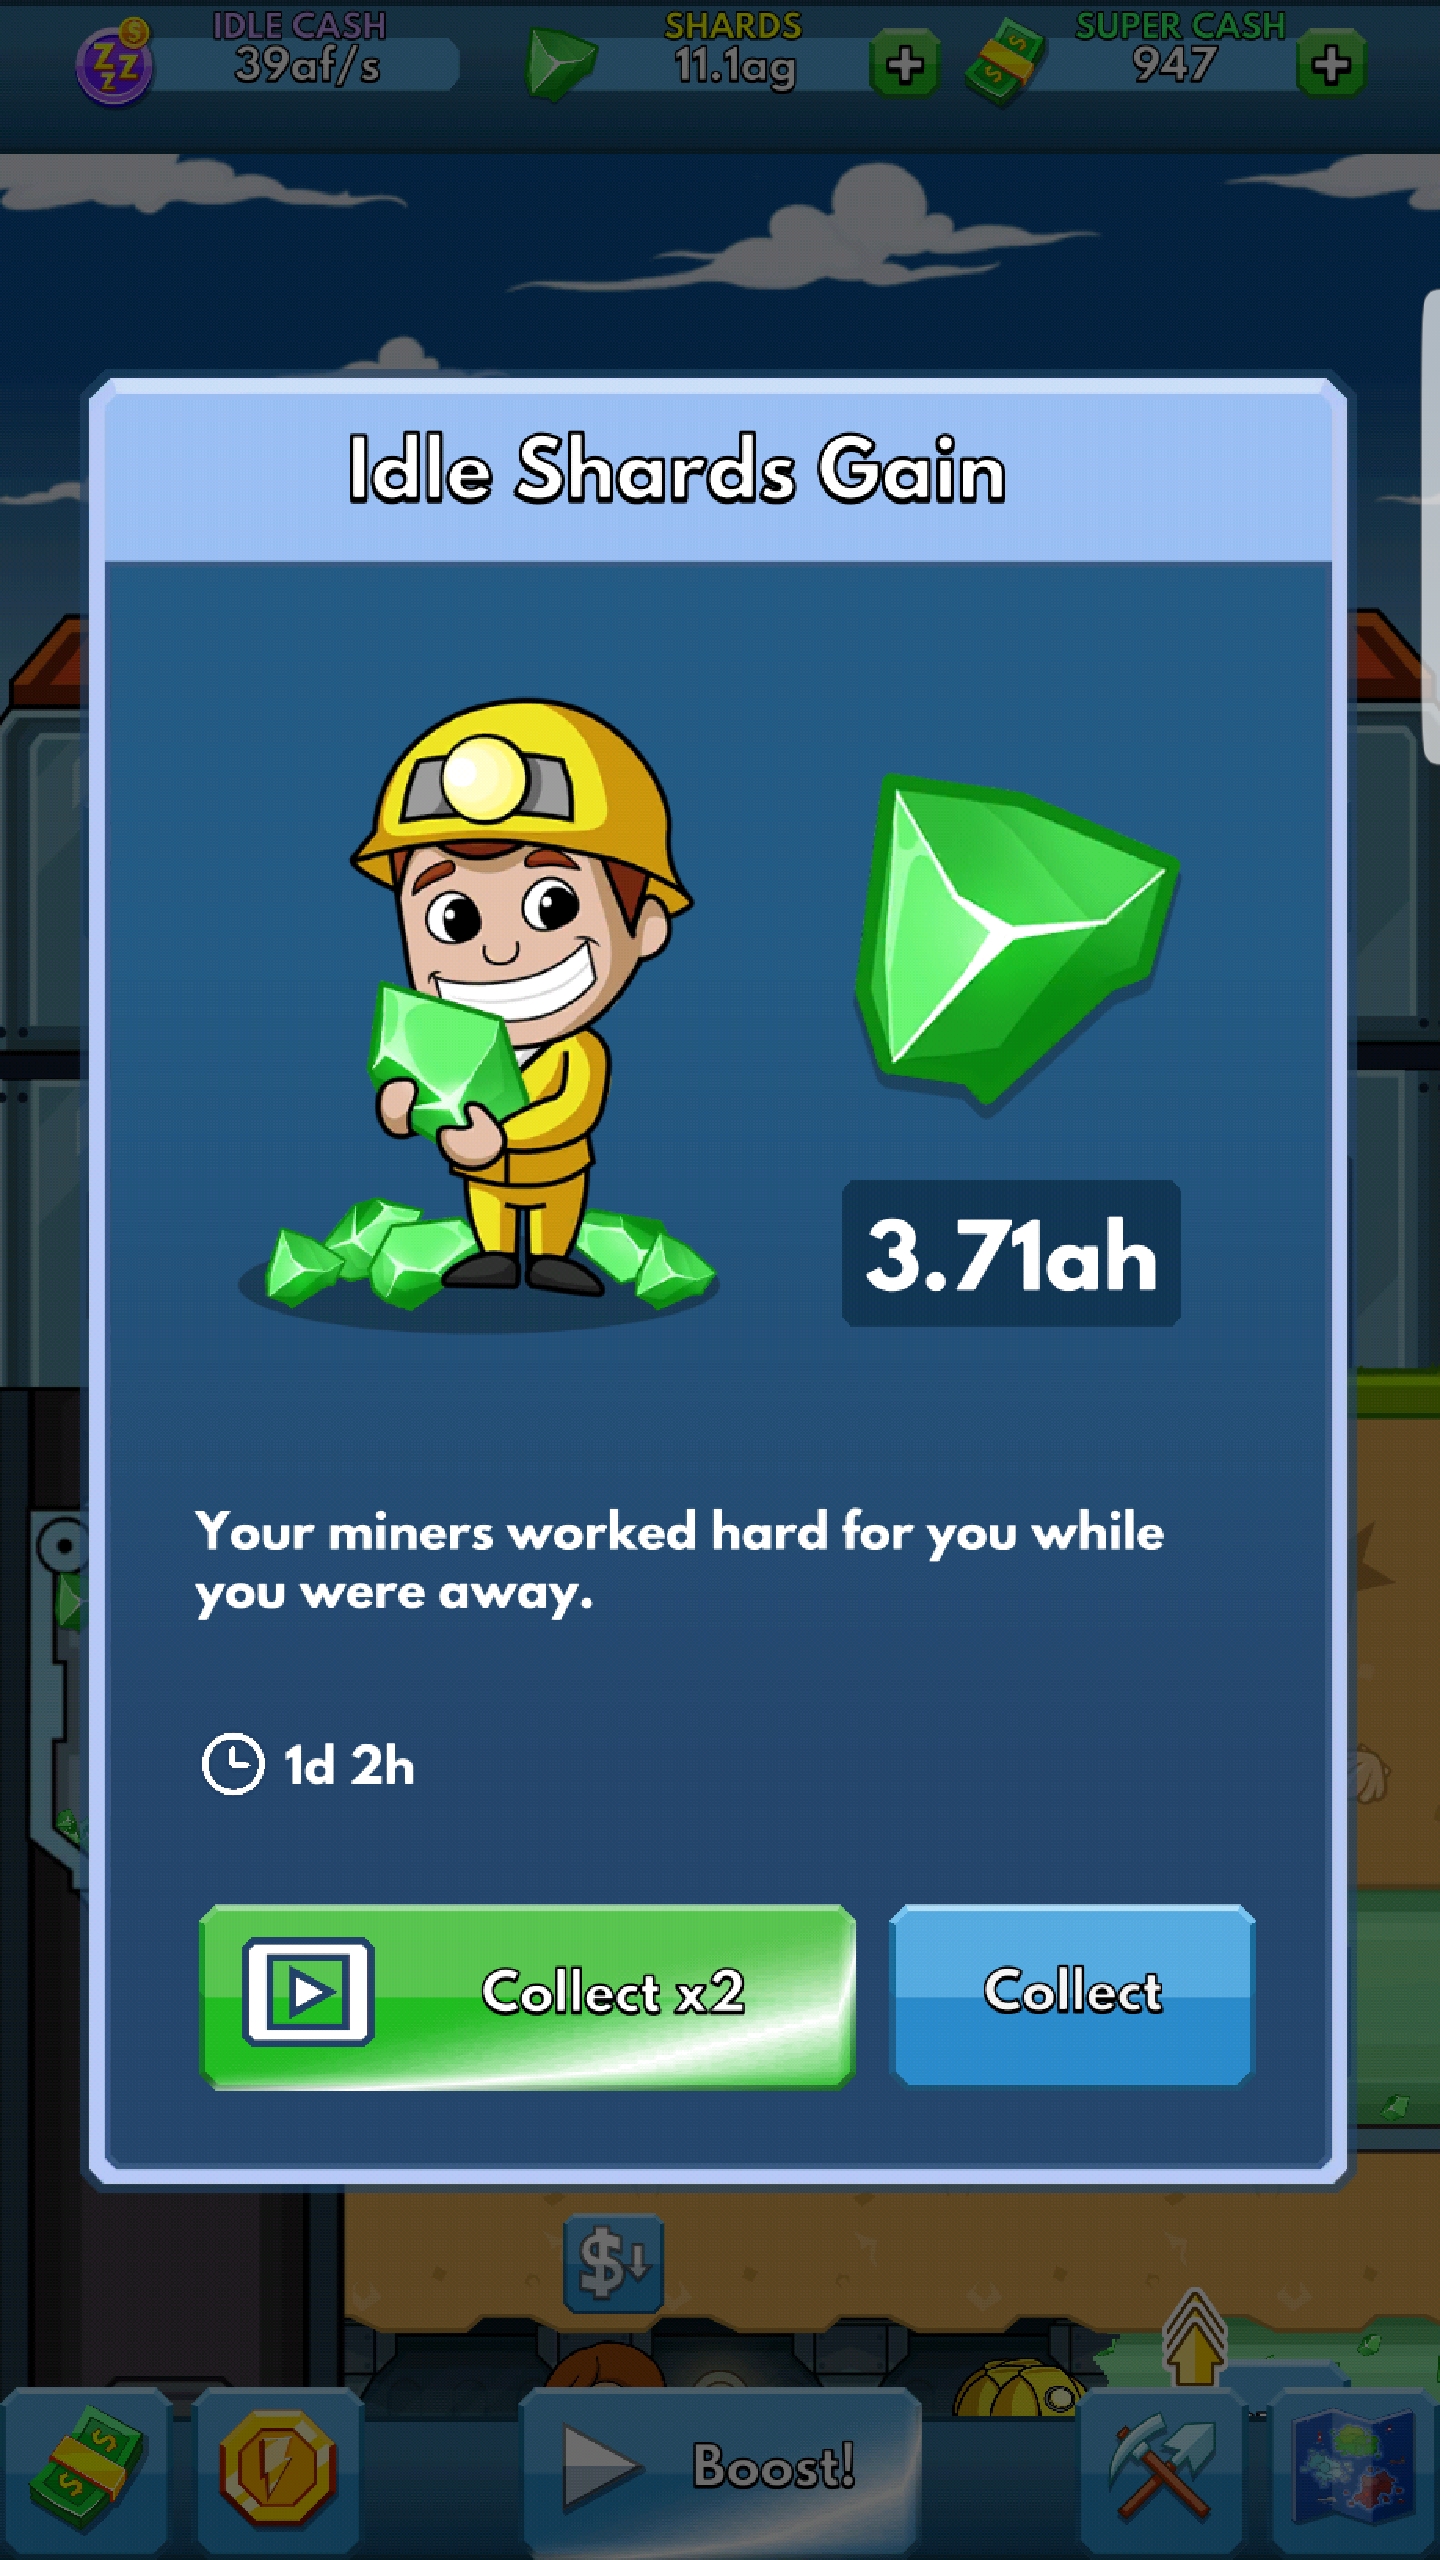 IDLE CASH
39af/s
SHARDS
11.1ag
SUPER CASH
947
Idle Shards Gain
3.71ah
Your miners worked hard for you while
you were away.
1d 2h
Collect x2
Collect
Boost!